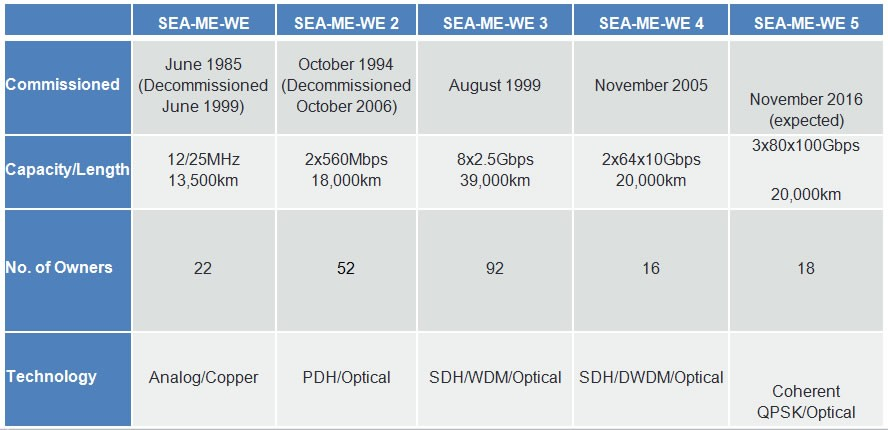 SEA-ME-WE SEA-ME-WE 2 SEA-ME-WE 3 SEA-ME-WE 4 SEA-ME-WE 5
Commissioned
June 1985
(Decommissioned
June 1999)
October 1994
(Decommissioned
October 2006)
August 1999
November 2005
November 2016
(expected)
Capacity/Length
12/25MHz
13,500km
2x560Mbps
18,000km
8x2.5Gbps
39,000km
2x64x10Gbps
20,000km
3x80x100Gbps
20,000km
No. of Owners
22
52
92
16
18
Technology
Analog/Copper
PDH/Optical
SDH/WDM/Optical
SDH/DWDM/Optical
Coherent
QPSK/Optical